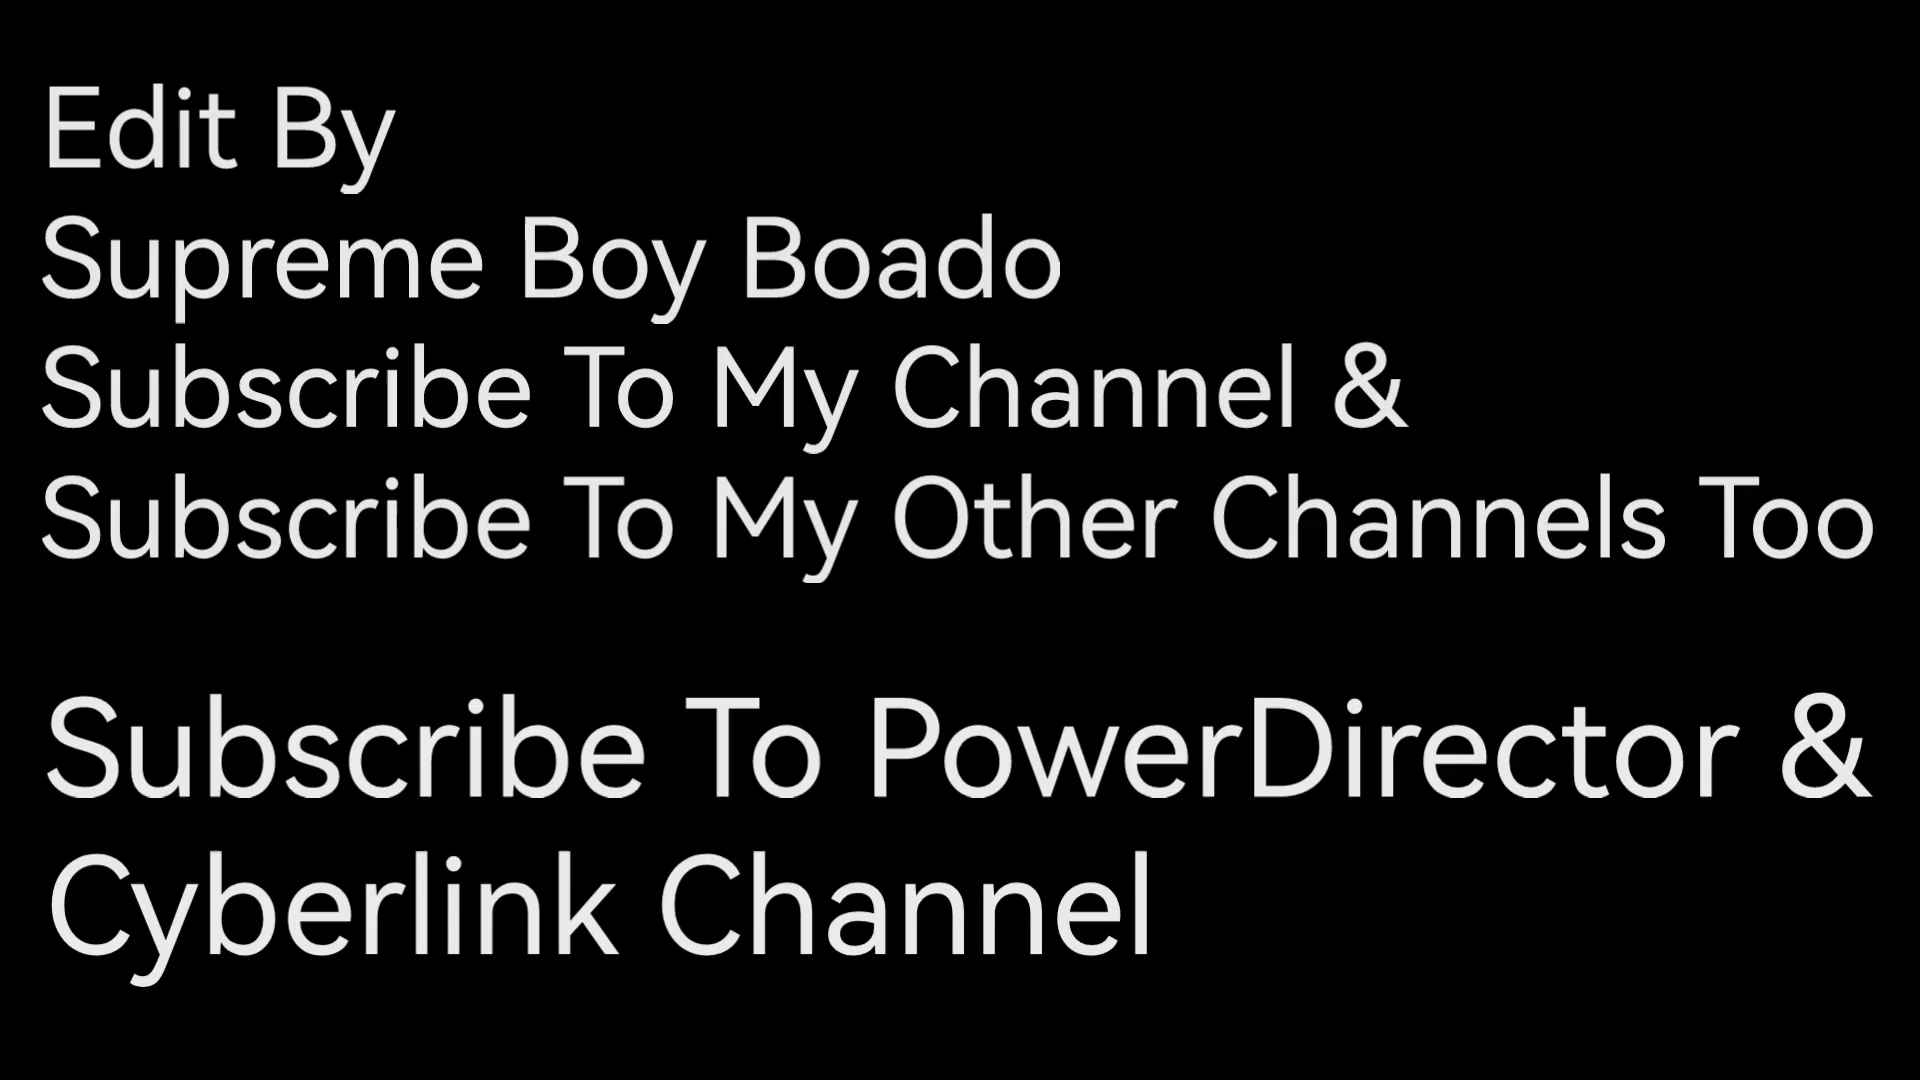 Edit By
Supreme Boy Boado
Subscribe To My Channel &
Subscribe To My Other Channels Too
Subscribe To PowerDirector &
Cyberlink Channel